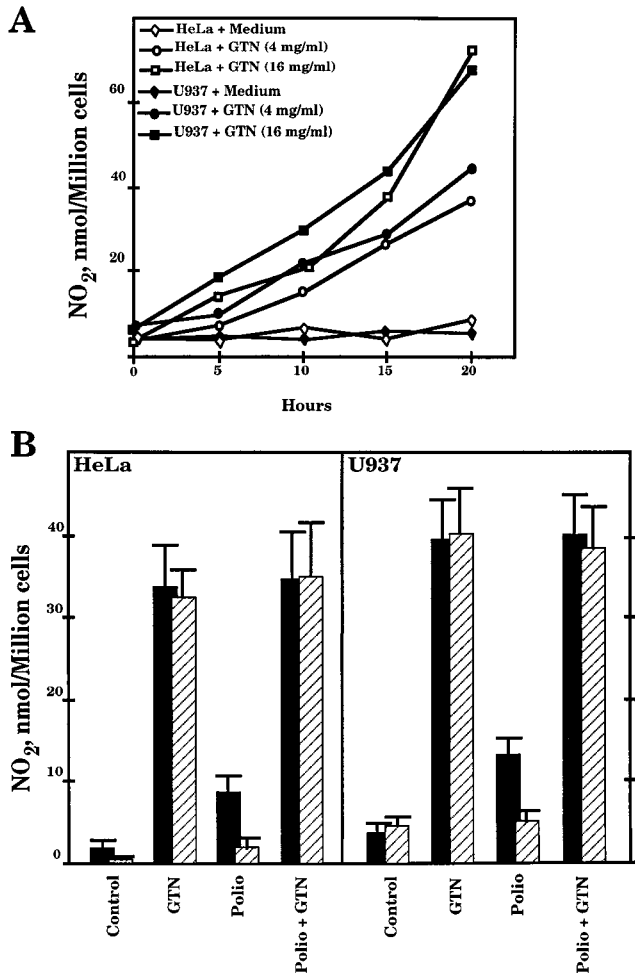 A
HeLa + Medium
HeLa + GTN (4 mg/ml)
HeLa + GTN (16 mg/ml)
U937 + Medium
U937 + GTN (4 mg/ml)
U937 + GTN (16 mg/ml)
NO2, nmol/Million cells
60
40
20
0
0 5 10 15 20
Hours
B
HeLa U937
NO2, nmol/Million cells
40
30
20
10
0
Control GTN Polio Polio + GTN Control GTN Polio Polio + GTN